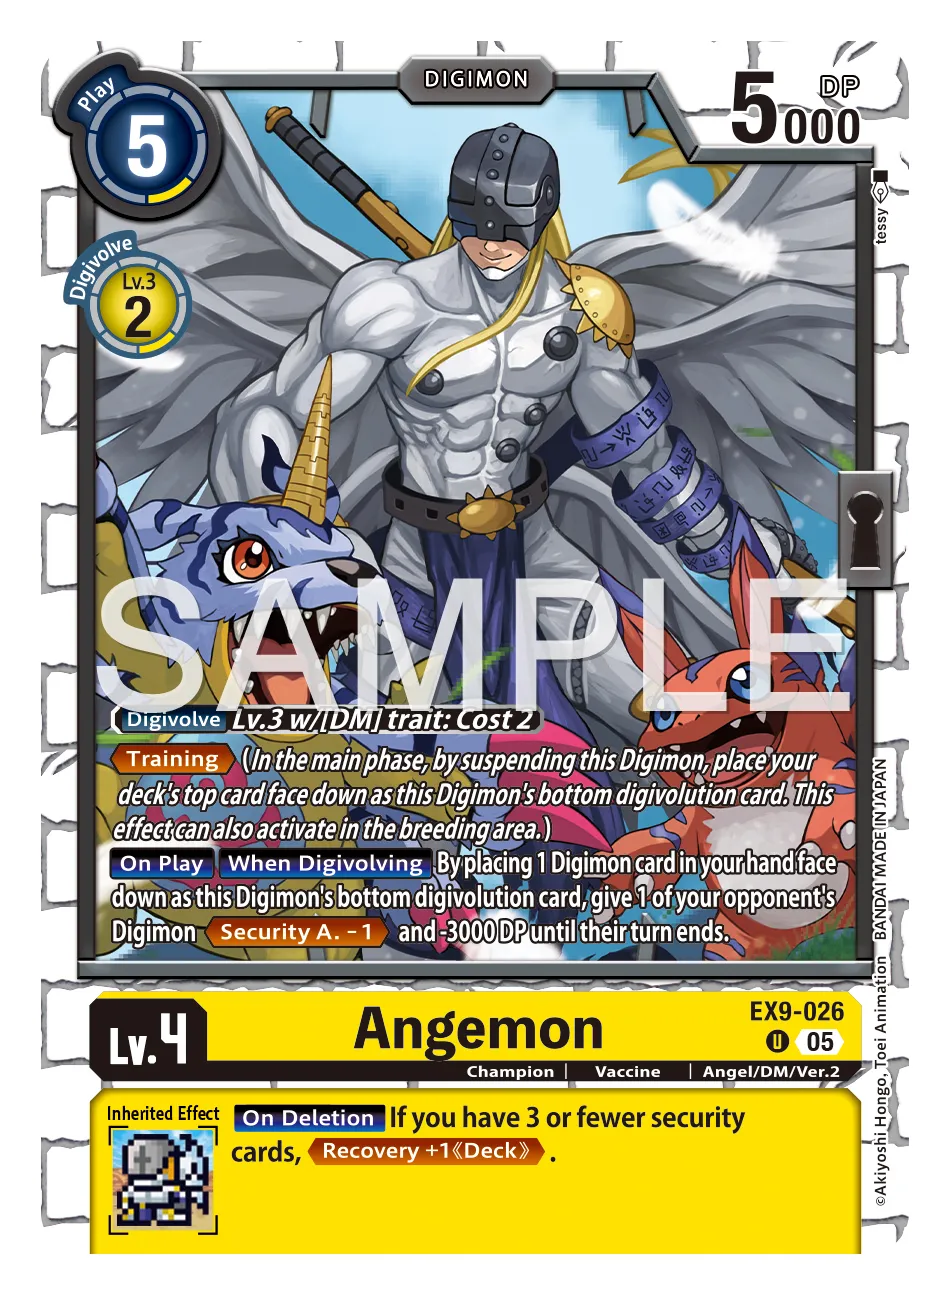 DIGIMON
Play
5
DP
5000
Digivolve
Lv.3
2
tessy
SAMPLE
Digivolve Lv.3 w/[DM] trait: Cost 2
Training (In the main phase, by suspending this Digimon, place your
deck's top card face down as this Digimon's bottom digivolution card. This
effect can also activate in the breeding area.)
On Play When Digivolving By placing 1 Digimon card in your hand face
down as this Digimon's bottom digivolution card, give 1 of your opponent's
Digimon Security A. -1 and -3000 DP until their turn ends.
©Akiyoshi Hongo, Toei Animation BANDAI MADE IN JAPAN
Lv.4
Angemon
EX9-026
U 05
Champion | Vaccine | Angel/DM/Ver.2
Inherited Effect
On Deletion If you have 3 or fewer security
cards, Recovery +1《Deck》.